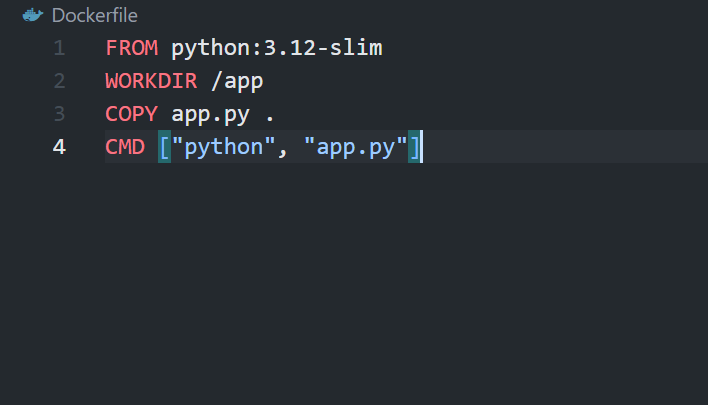 Dockerfile
1 FROM python:3.12-slim
2 WORKDIR /app
3 COPY app.py .
4 CMD ["python", "app.py"]